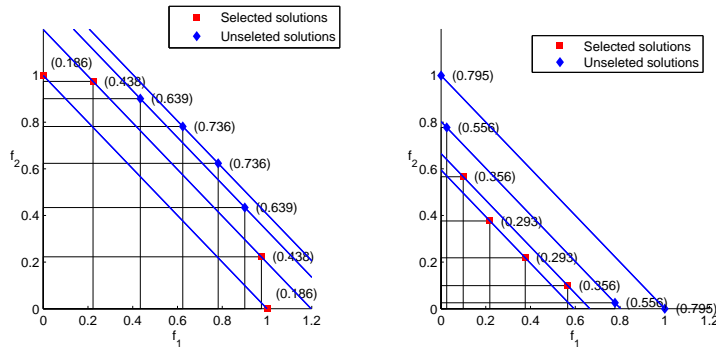 Selected solutions
Unseleted solutions
(0.186)
(0.438)
(0.639)
(0.736)
(0.736)
(0.639)
(0.438)
(0.186)
1
0.8
0.6
0.4
0.2
0
f2
0 0.2 0.4 0.6 0.8 1 1.2
f1
Selected solutions
Unseleted solutions
(0.795)
(0.556)
(0.356)
(0.293)
(0.293)
(0.356)
(0.556)
(0.795)
1
0.8
0.6
0.4
0.2
0
f2
0 0.2 0.4 0.6 0.8 1 1.2
f1